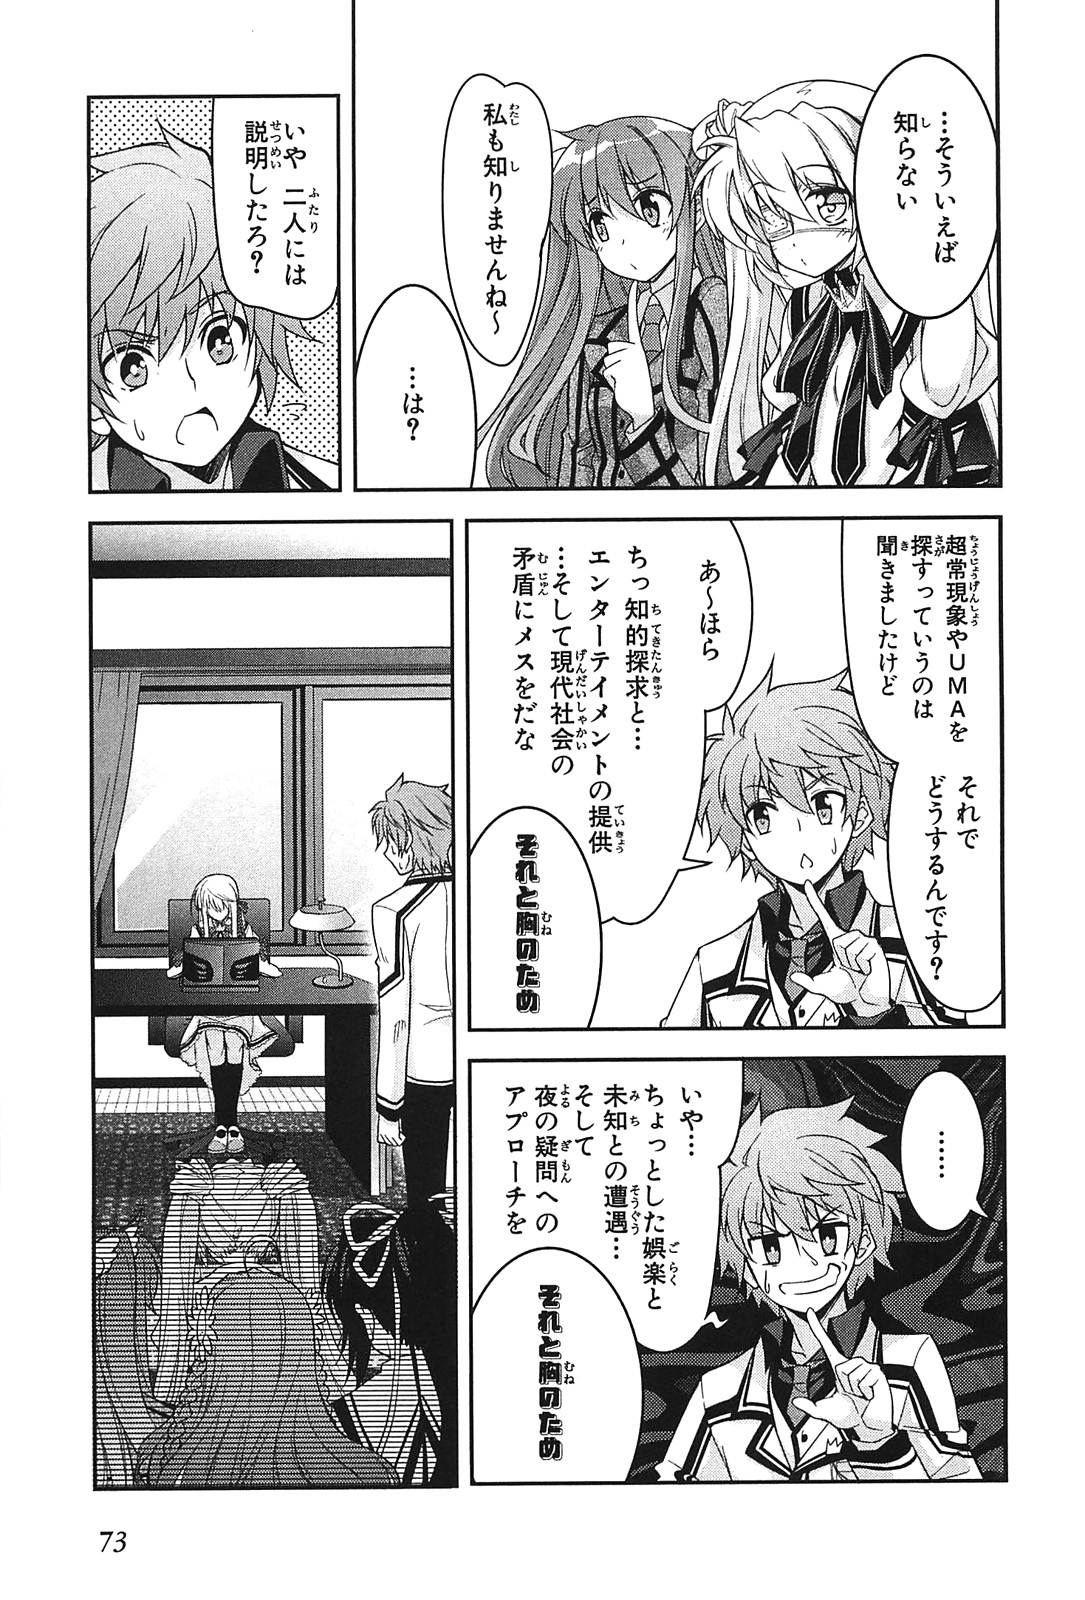 …そういえば
知らない
私も知りませんね～
…は？
いや 二人には
説明したろ？
超常現象やUMAを
探すっていうのは
聞きましたけど
それで
どうするんです？
あ～ほら
ちっ知的探求と…
エンターテイメントの提供
…そして現代社会の
矛盾にメスをだな
それと胸のため
……
いや…
ちょっとした娯楽と
未知との遭遇…
そして
夜の疑問への
アプローチを
それと胸のため
73